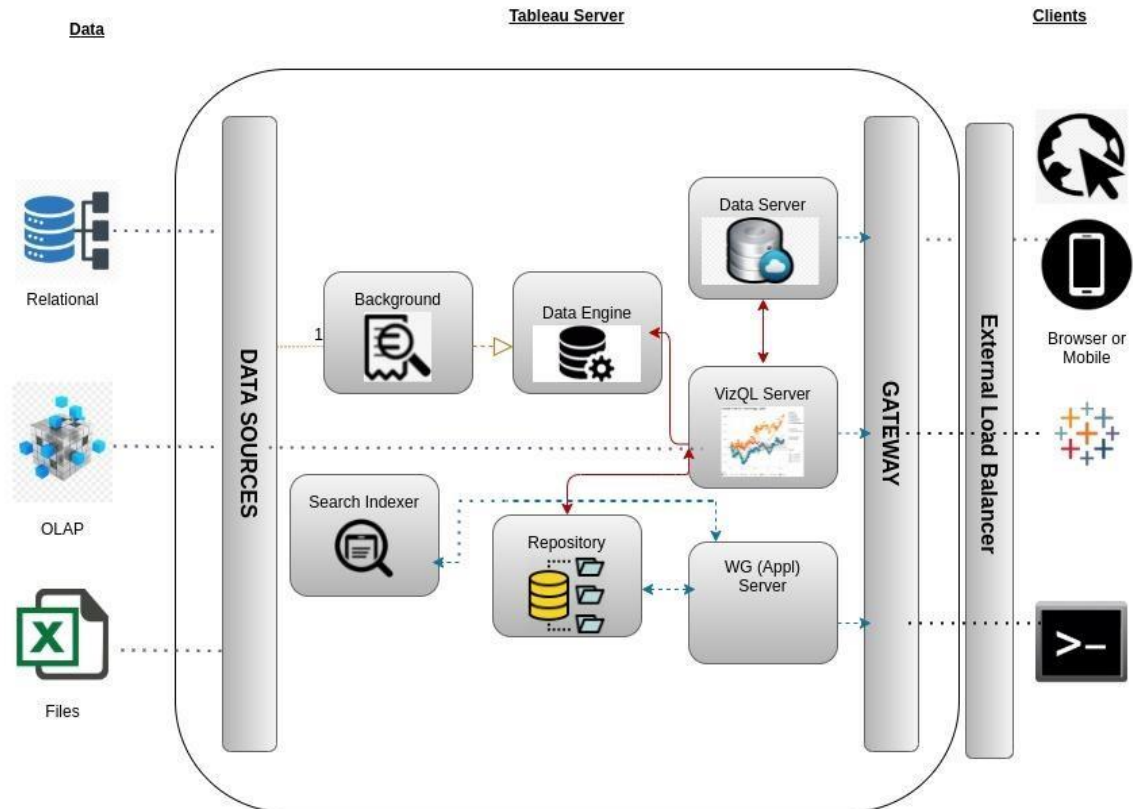 Data
Tableau Server
Clients
Relational
OLAP
Files
DATA SOURCES
1
Background
Data Engine
Data Server
VizQL Server
Search Indexer
Repository
WG (Appl)
Server
GATEWAY
External Load Balancer
Browser or
Mobile